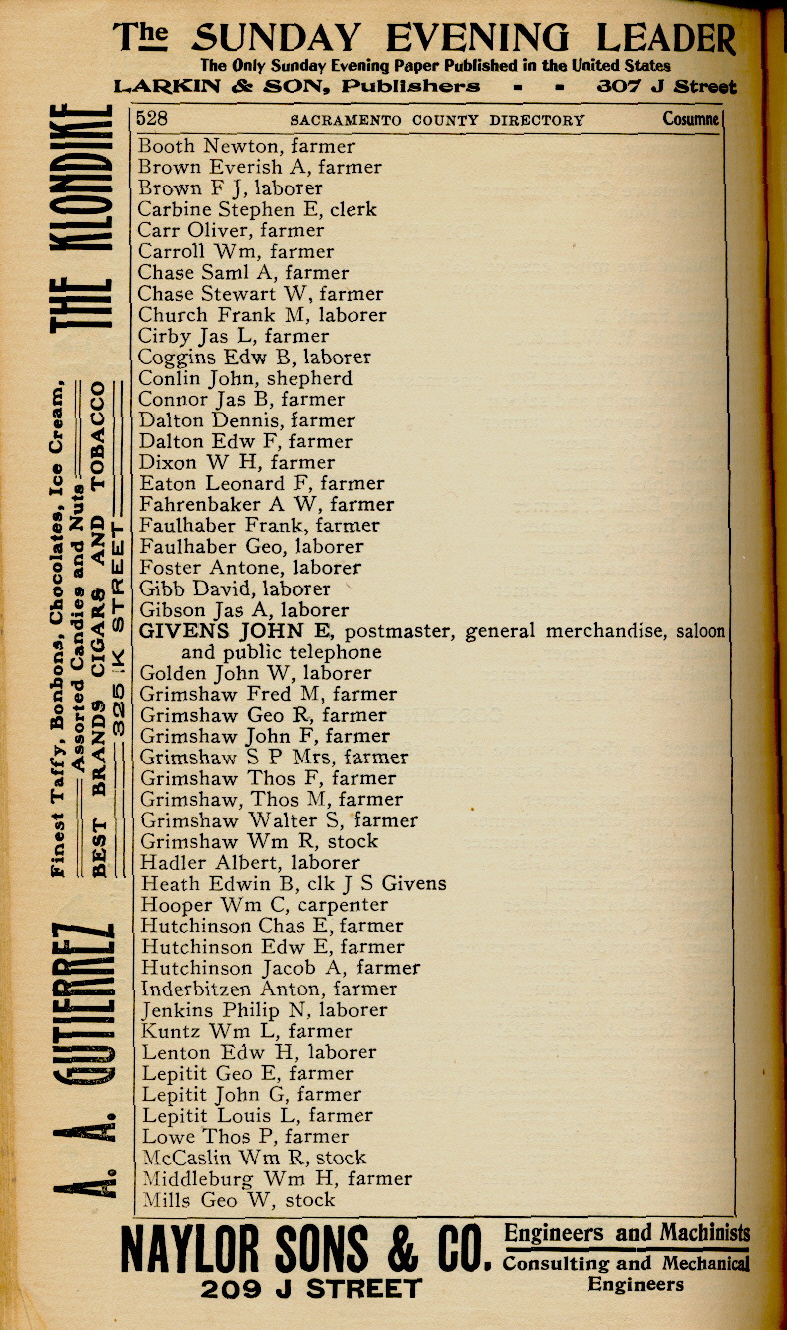 The SUNDAY EVENING LEADER
The Only Sunday Evening Paper Published in the United States
LARKIN & SON, Publishers - - 307 J Street
528 SACRAMENTO COUNTY DIRECTORY Cosumne
Booth Newton, farmer
Brown Everish A, farmer
Brown F J, laborer
Carbine Stephen E, clerk
Carr Oliver, farmer
Carroll Wm, farmer
Chase Saml A, farmer
Chase Stewart W, farmer
Church Frank M, laborer
Cirby Jas L, farmer
Coggins Edw B, laborer
Conlin John, shepherd
Connor Jas B, farmer
Dalton Dennis, farmer
Dalton Edw F, farmer
Dixon W H, farmer
Eaton Leonard F, farmer
Fahrenbaker A W, farmer
Faulhaber Frank, farmer
Faulhaber Geo, laborer
Foster Antone, laborer
Gibb David, laborer
Gibson Jas A, laborer
GIVENS JOHN E, postmaster, general merchandise, saloon
and public telephone
Golden John W, laborer
Grimshaw Fred M, farmer
Grimshaw Geo R, farmer
Grimshaw John F, farmer
Grimshaw S P Mrs, farmer
Grimshaw Thos F, farmer
Grimshaw, Thos M, farmer
Grimshaw Walter S, farmer
Grimshaw Wm R, stock
Hadler Albert, laborer
Heath Edwin B, clk J S Givens
Hooper Wm C, carpenter
Hutchinson Chas E, farmer
Hutchinson Edw E, farmer
Hutchinson Jacob A, farmer
Inderbitzen Anton, farmer
Jenkins Philip N, laborer
Kuntz Wm L, farmer
Lenton Edw H, laborer
Lepitit Geo E, farmer
Lepitit John G, farmer
Lepitit Louis L, farmer
Lowe Thos P, farmer
McCaslin Wm R, stock
Middleburg Wm H, farmer
Mills Geo W, stock
A. A. GUTIERREZ
Finest Taffy, Bonbons, Chocolates, Ice Cream,
Assorted Candies and Nuts
BEST BRANDS CIGARS AND TOBACCO
325 K STREET
THE KLONDIKE
NAYLOR SONS & CO.
209 J STREET
Engineers and Machinists
Consulting and Mechanical
Engineers